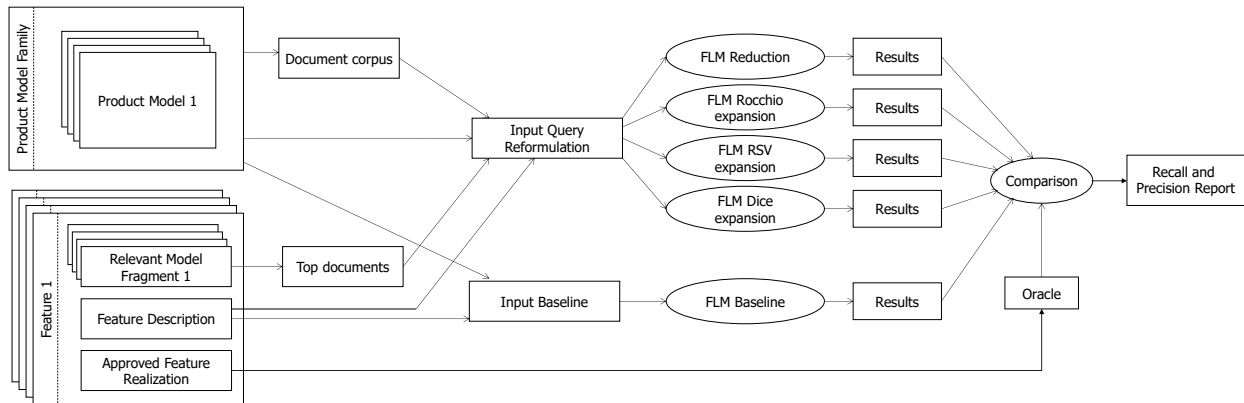 Product Model Family
Product Model 1
Document corpus
Input Query
Reformulation
FLM Reduction
Results
FLM Rocchio
expansion
Results
FLM RSV
expansion
Results
FLM Dice
expansion
Results
Comparison
Recall and
Precision Report
Feature 1
Relevant Model
Fragment 1
Top documents
Feature Description
Input Baseline
FLM Baseline
Results
Oracle
Approved Feature
Realization